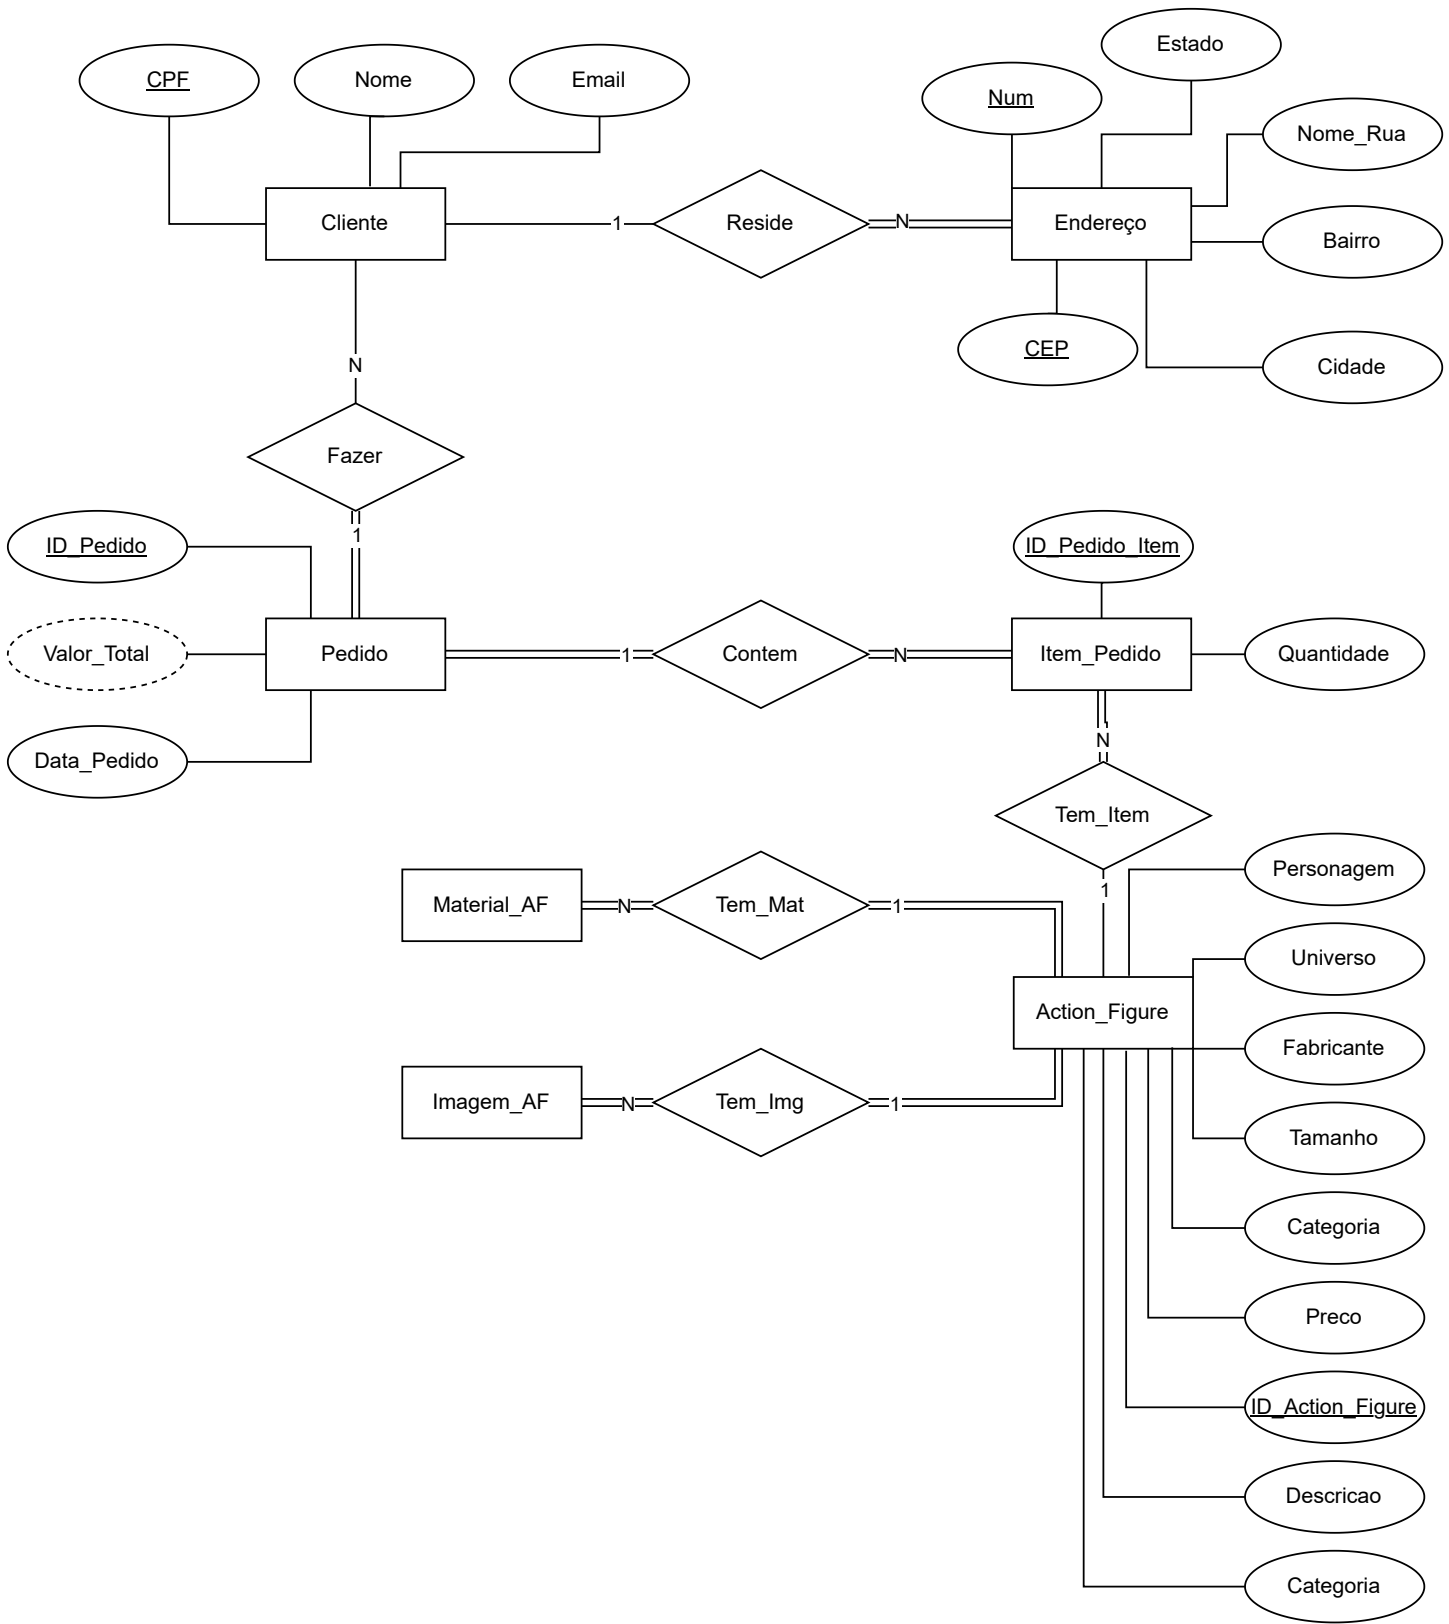 Estado
CPF
Nome
Email
Num
Nome_Rua
Cliente
1
Reside
N
Endereço
Bairro
CEP
Cidade
N
Fazer
1
ID_Pedido
ID_Pedido_Item
Valor_Total
Pedido
1
Contem
N
Item_Pedido
Quantidade
Data_Pedido
N
Tem_Item
1
Personagem
Material_AF
N
Tem_Mat
1
Universo
Action_Figure
Fabricante
Imagem_AF
N
Tem_Img
1
Tamanho
Categoria
Preco
ID_Action_Figure
Descricao
Categoria